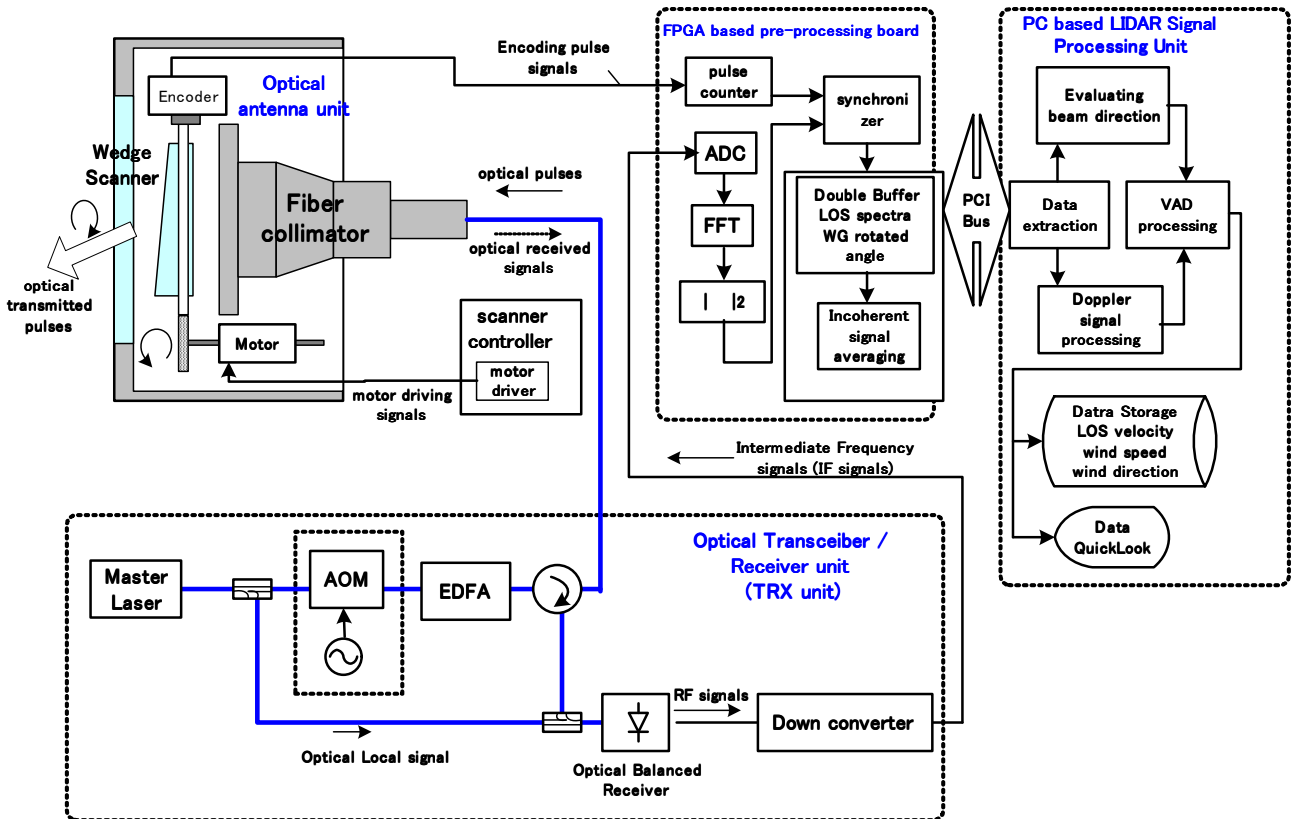 Encoding pulse
signals
Encoder
Optical
antenna unit
Wedge
Scanner
Fiber
collimator
optical pulses
optical received
signals
optical
transmitted
pulses
Motor
motor driving
signals
scanner
controller
motor
driver
FPGA based pre-processing board
pulse
counter
synchroni
zer
ADC
FFT
| |2
Double Buffer
LOS spectra
WG rotated
angle
Incoherent
signal
averaging
PCI
Bus
PC based LIDAR Signal
Processing Unit
Evaluating
beam direction
Data
extraction
VAD
processing
Doppler
signal
processing
Datra Storage
LOS velocity
wind speed
wind direction
Data
QuickLook
Intermediate Frequency
signals (IF signals)
Optical Transceiber /
Receiver unit
(TRX unit)
Master
Laser
AOM
EDFA
Optical Local signal
Optical Balanced
Receiver
RF signals
Down converter